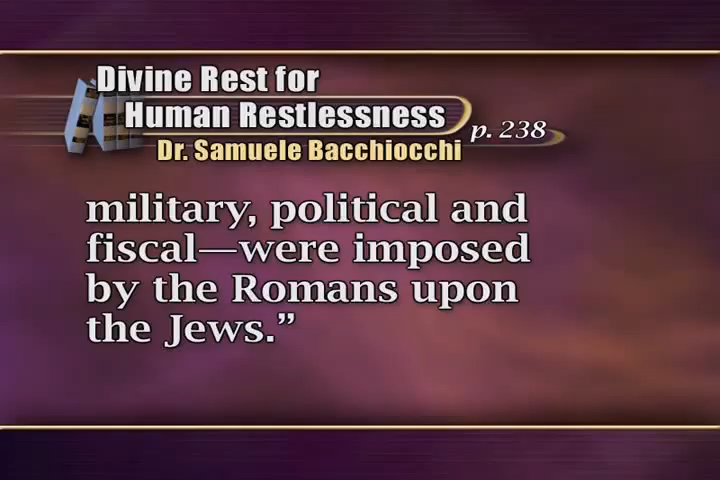 Divine Rest for
Human Restlessness
p. 238
Dr. Samuele Bacchiocchi
military, political and
fiscal—were imposed
by the Romans upon
the Jews.”